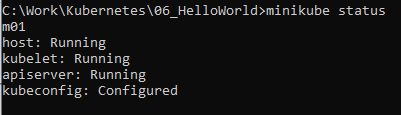 C:\Work\Kubernetes\06_HelloWorld>minikube status
m01
host: Running
kubelet: Running
apiserver: Running
kubeconfig: Configured